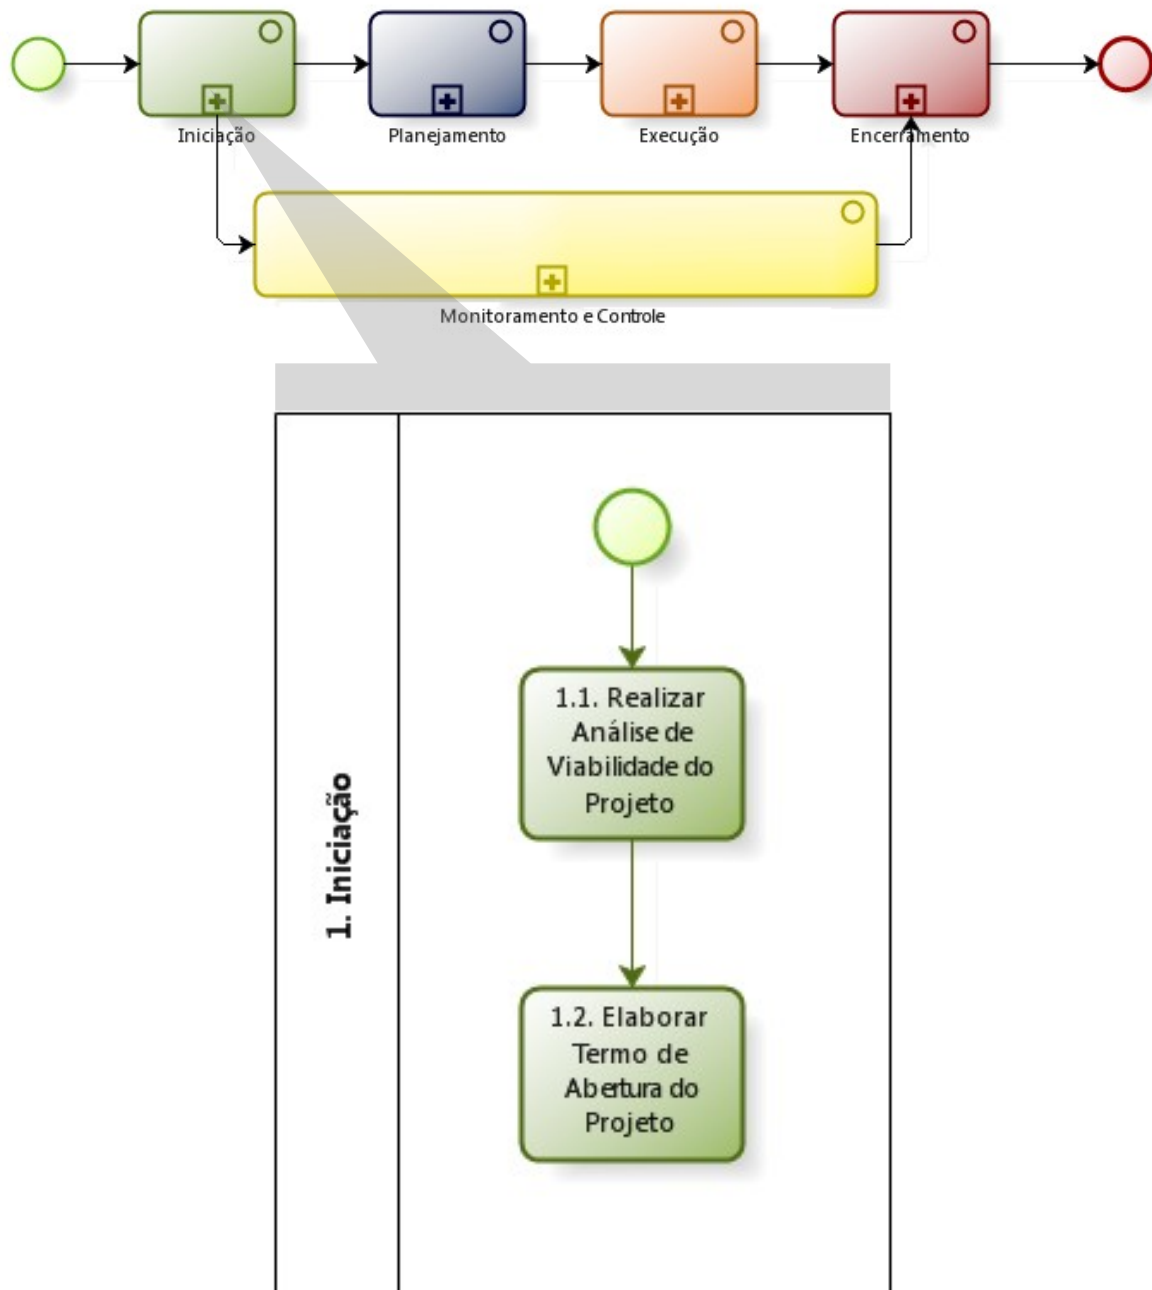 Iniciação
Planejamento
Execução
Encerramento
Monitoramento e Controle
1. Iniciação
1.1. Realizar
Análise de
Viabilidade do
Projeto
1.2. Elaborar
Termo de
Abertura do
Projeto